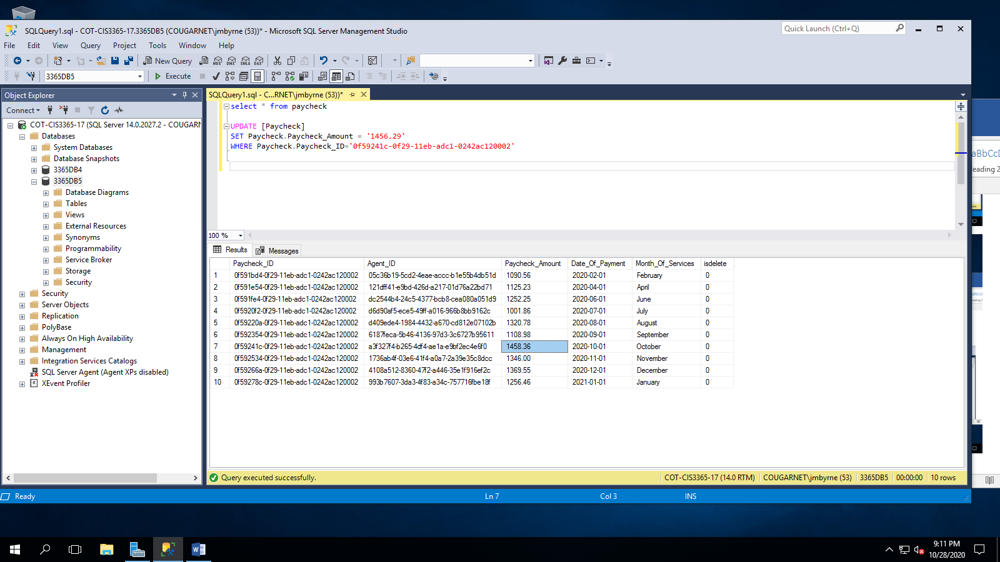 SQLQuery1.sql - COT-CIS3365-17.3365DB5 (COUGARNET\jmbyrne (53))* - Microsoft SQL Server Management Studio
Quick Launch (Ctrl+Q)
File Edit View Query Project Tools Window Help
New Query
MDX DMX XMLA DAX
3365DB5
Execute
Object Explorer
SQLQuery1.sql - C...RNET\jmbyrne (53))*
Connect
COT-CIS3365-17 (SQL Server 14.0.2027.2 - COUGARN
Databases
System Databases
Database Snapshots
3365DB4
3365DB5
Database Diagrams
Tables
Views
External Resources
Synonyms
Programmability
Service Broker
Storage
Security
Security
Server Objects
Replication
PolyBase
Always On High Availability
Management
Integration Services Catalogs
SQL Server Agent (Agent XPs disabled)
XEvent Profiler
select * from paycheck
UPDATE [Paycheck]
SET Paycheck.Paycheck_Amount = '1456.29'
WHERE Paycheck.Paycheck_ID='0f59241c-0f29-11eb-adc1-0242ac120002'
100 %
Results Messages
Paycheck_ID Agent_ID Paycheck_Amount Date_Of_Payment Month_Of_Services isdelete
1 0f591bd4-0f29-11eb-adc1-0242ac120002 05c36b19-5cd2-4eae-accc-b1e55b4db51d 1090.56 2020-02-01 February 0
2 0f591e54-0f29-11eb-adc1-0242ac120002 121dff41-e9bd-426d-a217-01d76a22bd71 1125.23 2020-04-01 April 0
3 0f591fe4-0f29-11eb-adc1-0242ac120002 dc2544b4-24c5-4377-bcb8-cea080a051d9 1252.25 2020-06-01 June 0
4 0f5920f2-0f29-11eb-adc1-0242ac120002 d6d90af5-ece5-49ff-a016-966b8bb9162c 1001.86 2020-07-01 July 0
5 0f59220a-0f29-11eb-adc1-0242ac120002 d409ede4-1984-4432-a670-cd812e07102b 1320.78 2020-08-01 August 0
6 0f592354-0f29-11eb-adc1-0242ac120002 6187feca-5b46-4136-97d3-3c6727b95611 1108.98 2020-09-01 September 0
7 0f59241c-0f29-11eb-adc1-0242ac120002 a3f327f4-b265-4df4-ae1a-e9bf2ec4e6f0 1458.36 2020-10-01 October 0
8 0f592534-0f29-11eb-adc1-0242ac120002 1736ab4f-03e6-41f4-a0a7-2a39e35c8dcc 1346.00 2020-11-01 November 0
9 0f59266a-0f29-11eb-adc1-0242ac120002 4108a512-8360-47f2-a446-35e1f916ef2c 1369.55 2020-12-01 December 0
10 0f59278c-0f29-11eb-adc1-0242ac120002 993b7607-3da3-4f83-a34c-757716fbe18f 1256.46 2021-01-01 January 0
Query executed successfully. COT-CIS3365-17 (14.0 RTM) COUGARNET\jmbyrne (53) 3365DB5 00:00:00 10 rows
Ready Ln 7 Col 3 INS
aBbCcD
eading 2
9:11 PM
10/28/2020